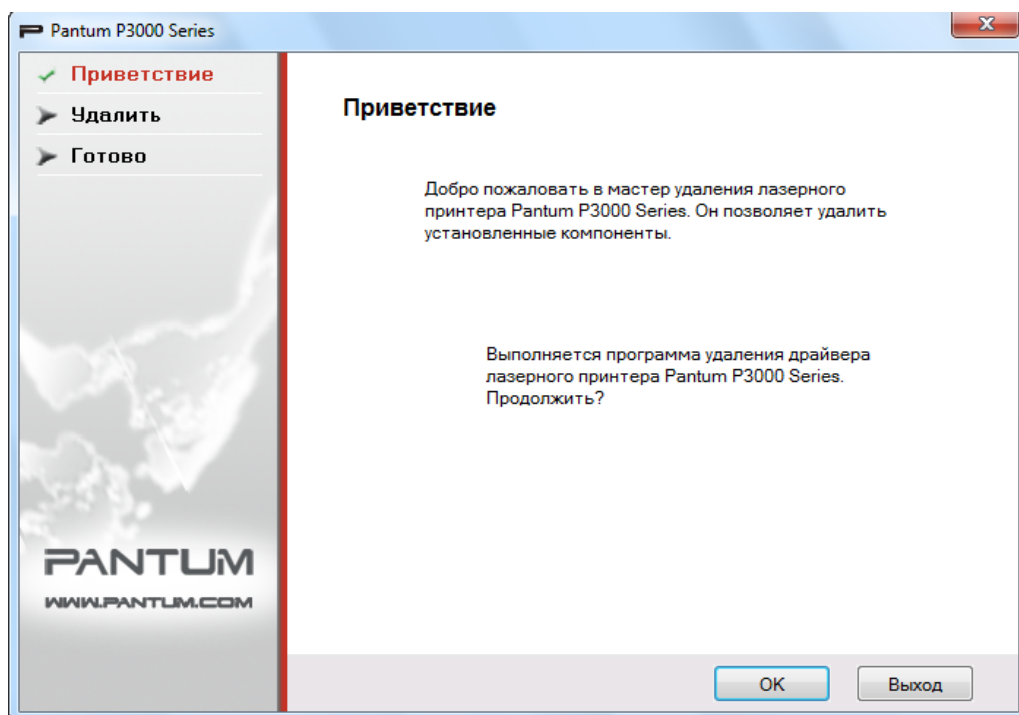 Pantum P3000 Series
Приветствие
Удалить
Готово
PANTUM
WWW.PANTUM.COM
Приветствие
Добро пожаловать в мастер удаления лазерного
принтера Pantum P3000 Series. Он позволяет удалить
установленные компоненты.
Выполняется программа удаления драйвера
лазерного принтера Pantum P3000 Series.
Продолжить?
OK
Выход